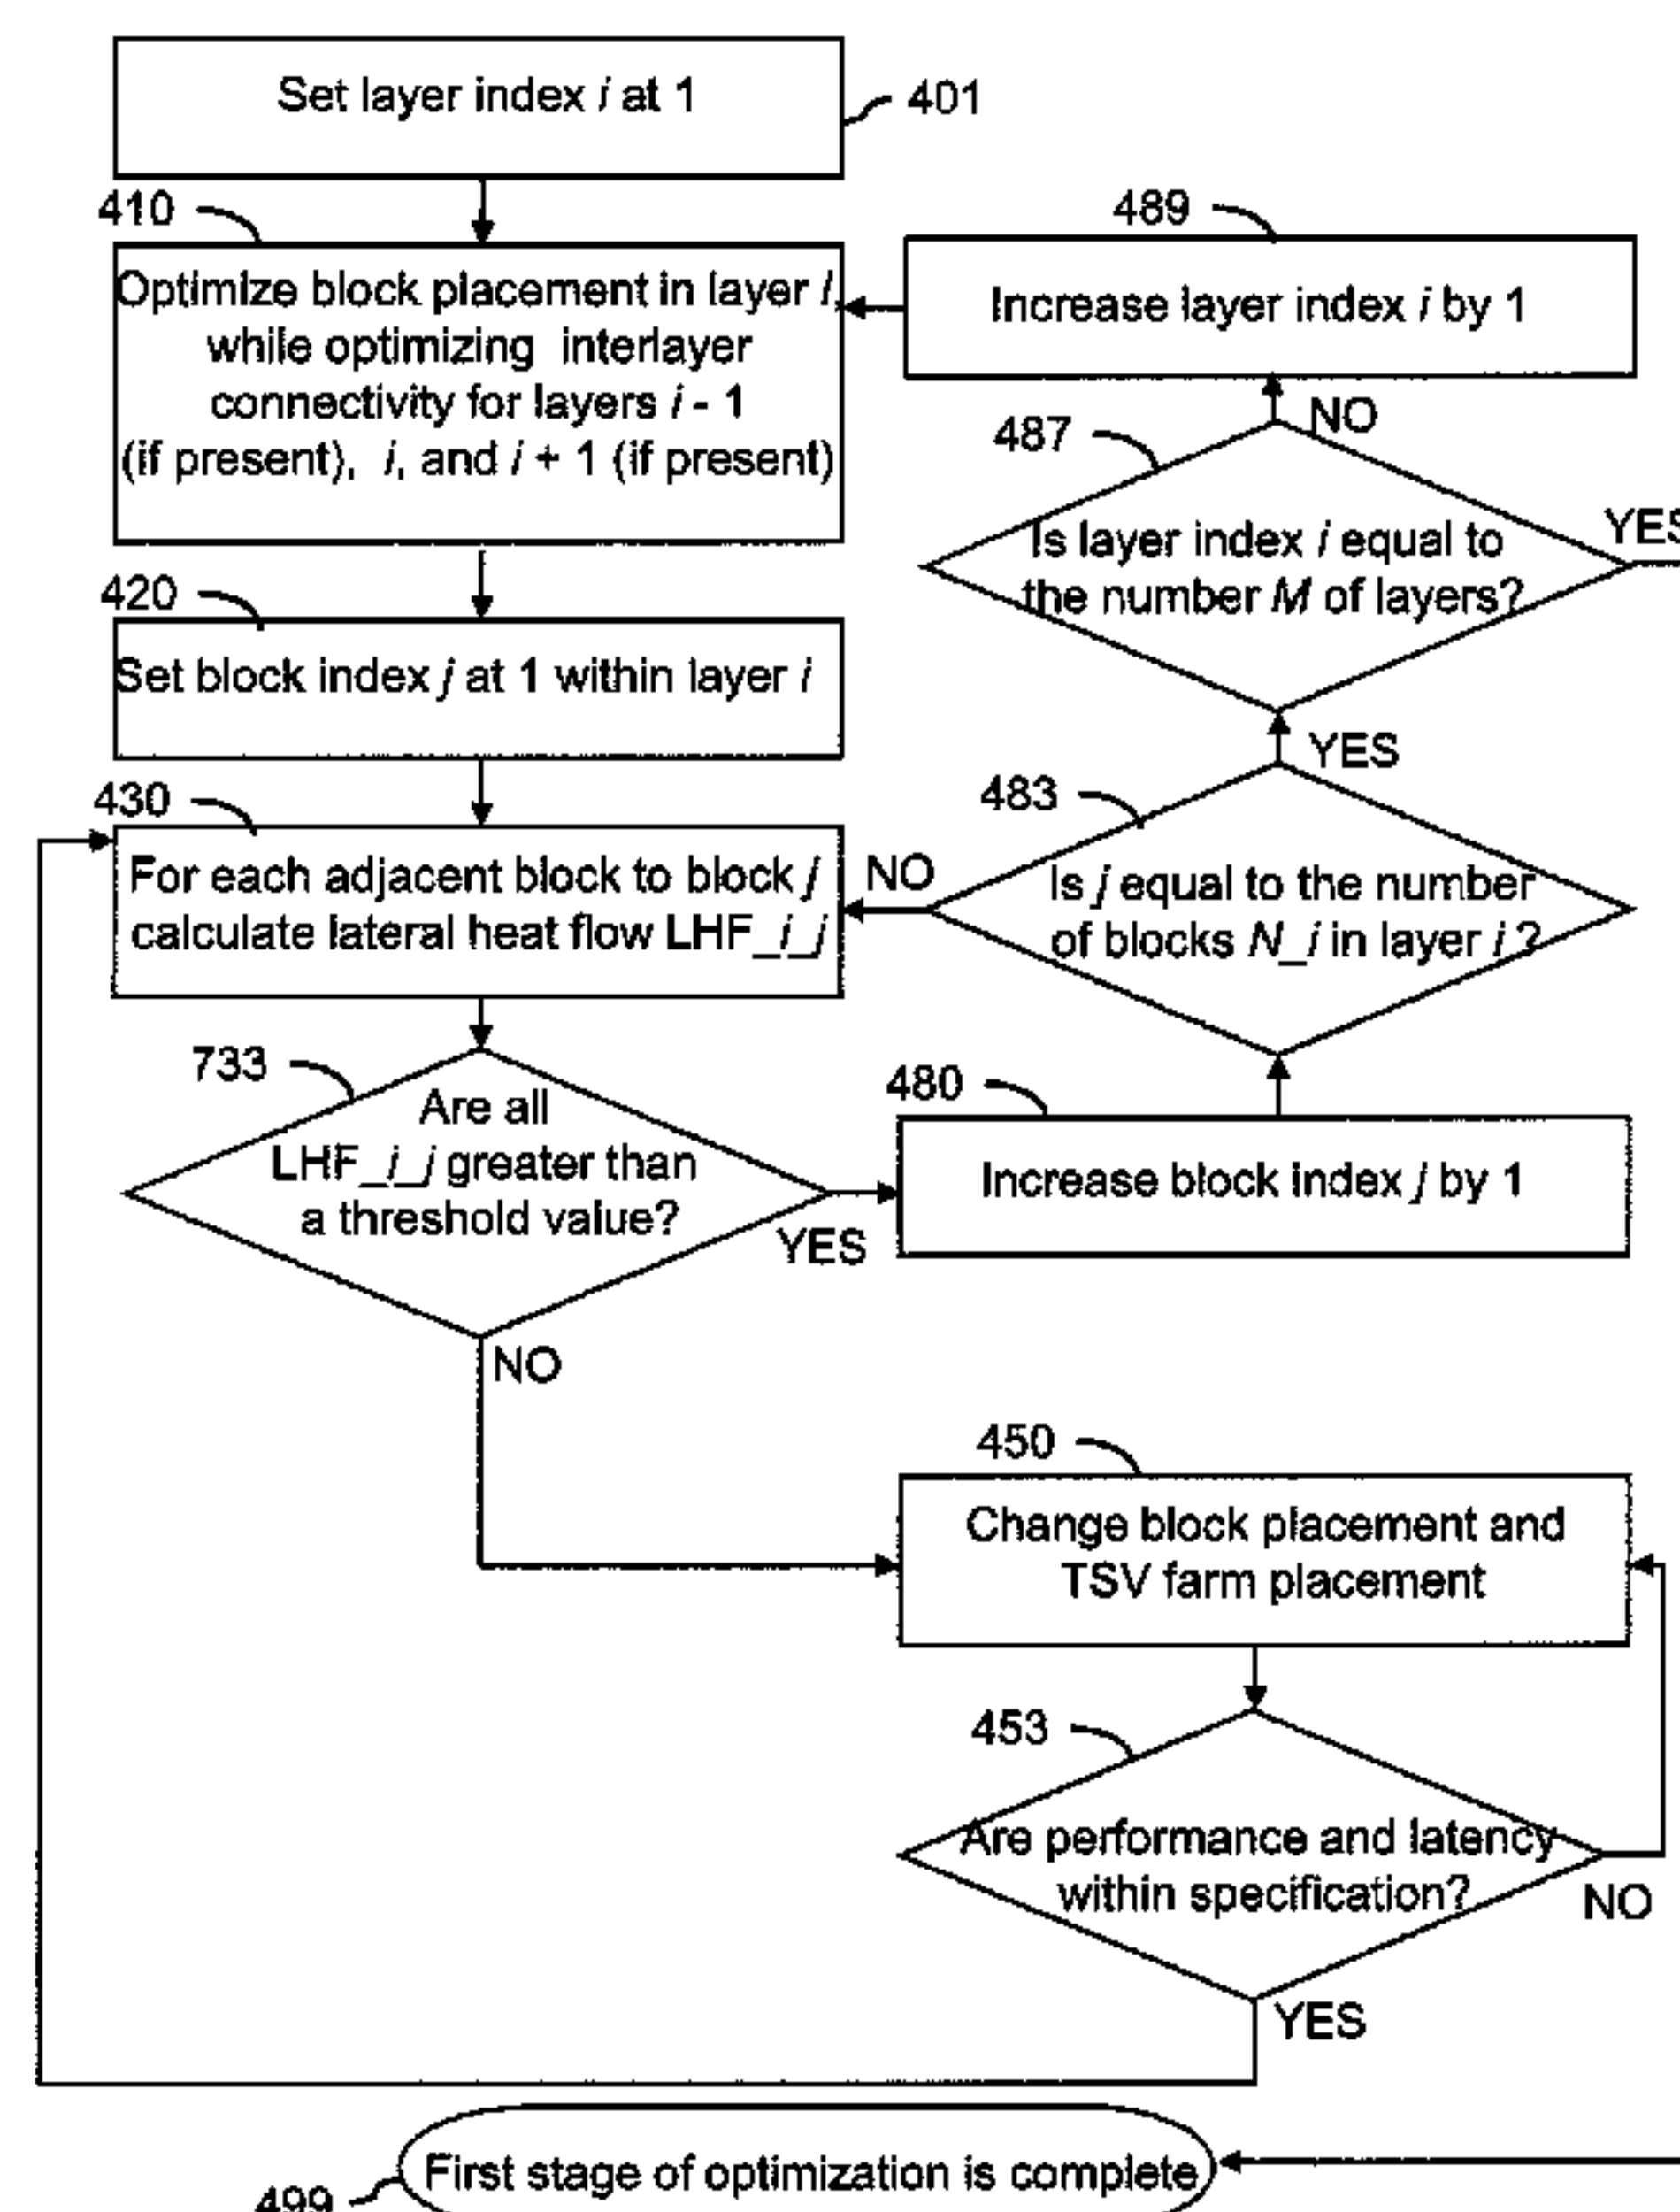 Set layer index i at 1
401
410
Optimize block placement in layer i,
while optimizing interlayer
connectivity for layers i - 1
(if present), i, and i + 1 (if present)
489
Increase layer index i by 1
NO
487
Is layer index i equal to
the number M of layers?
YES
420
Set block index j at 1 within layer i
YES
483
Is j equal to the number
of blocks N_i in layer i ?
NO
430
For each adjacent block to block j
calculate lateral heat flow LHF_i_j
733
Are all
LHF_i_j greater than
a threshold value?
YES
NO
480
Increase block index j by 1
450
Change block placement and
TSV farm placement
453
Are performance and latency
within specification?
NO
YES
First stage of optimization is complete
499